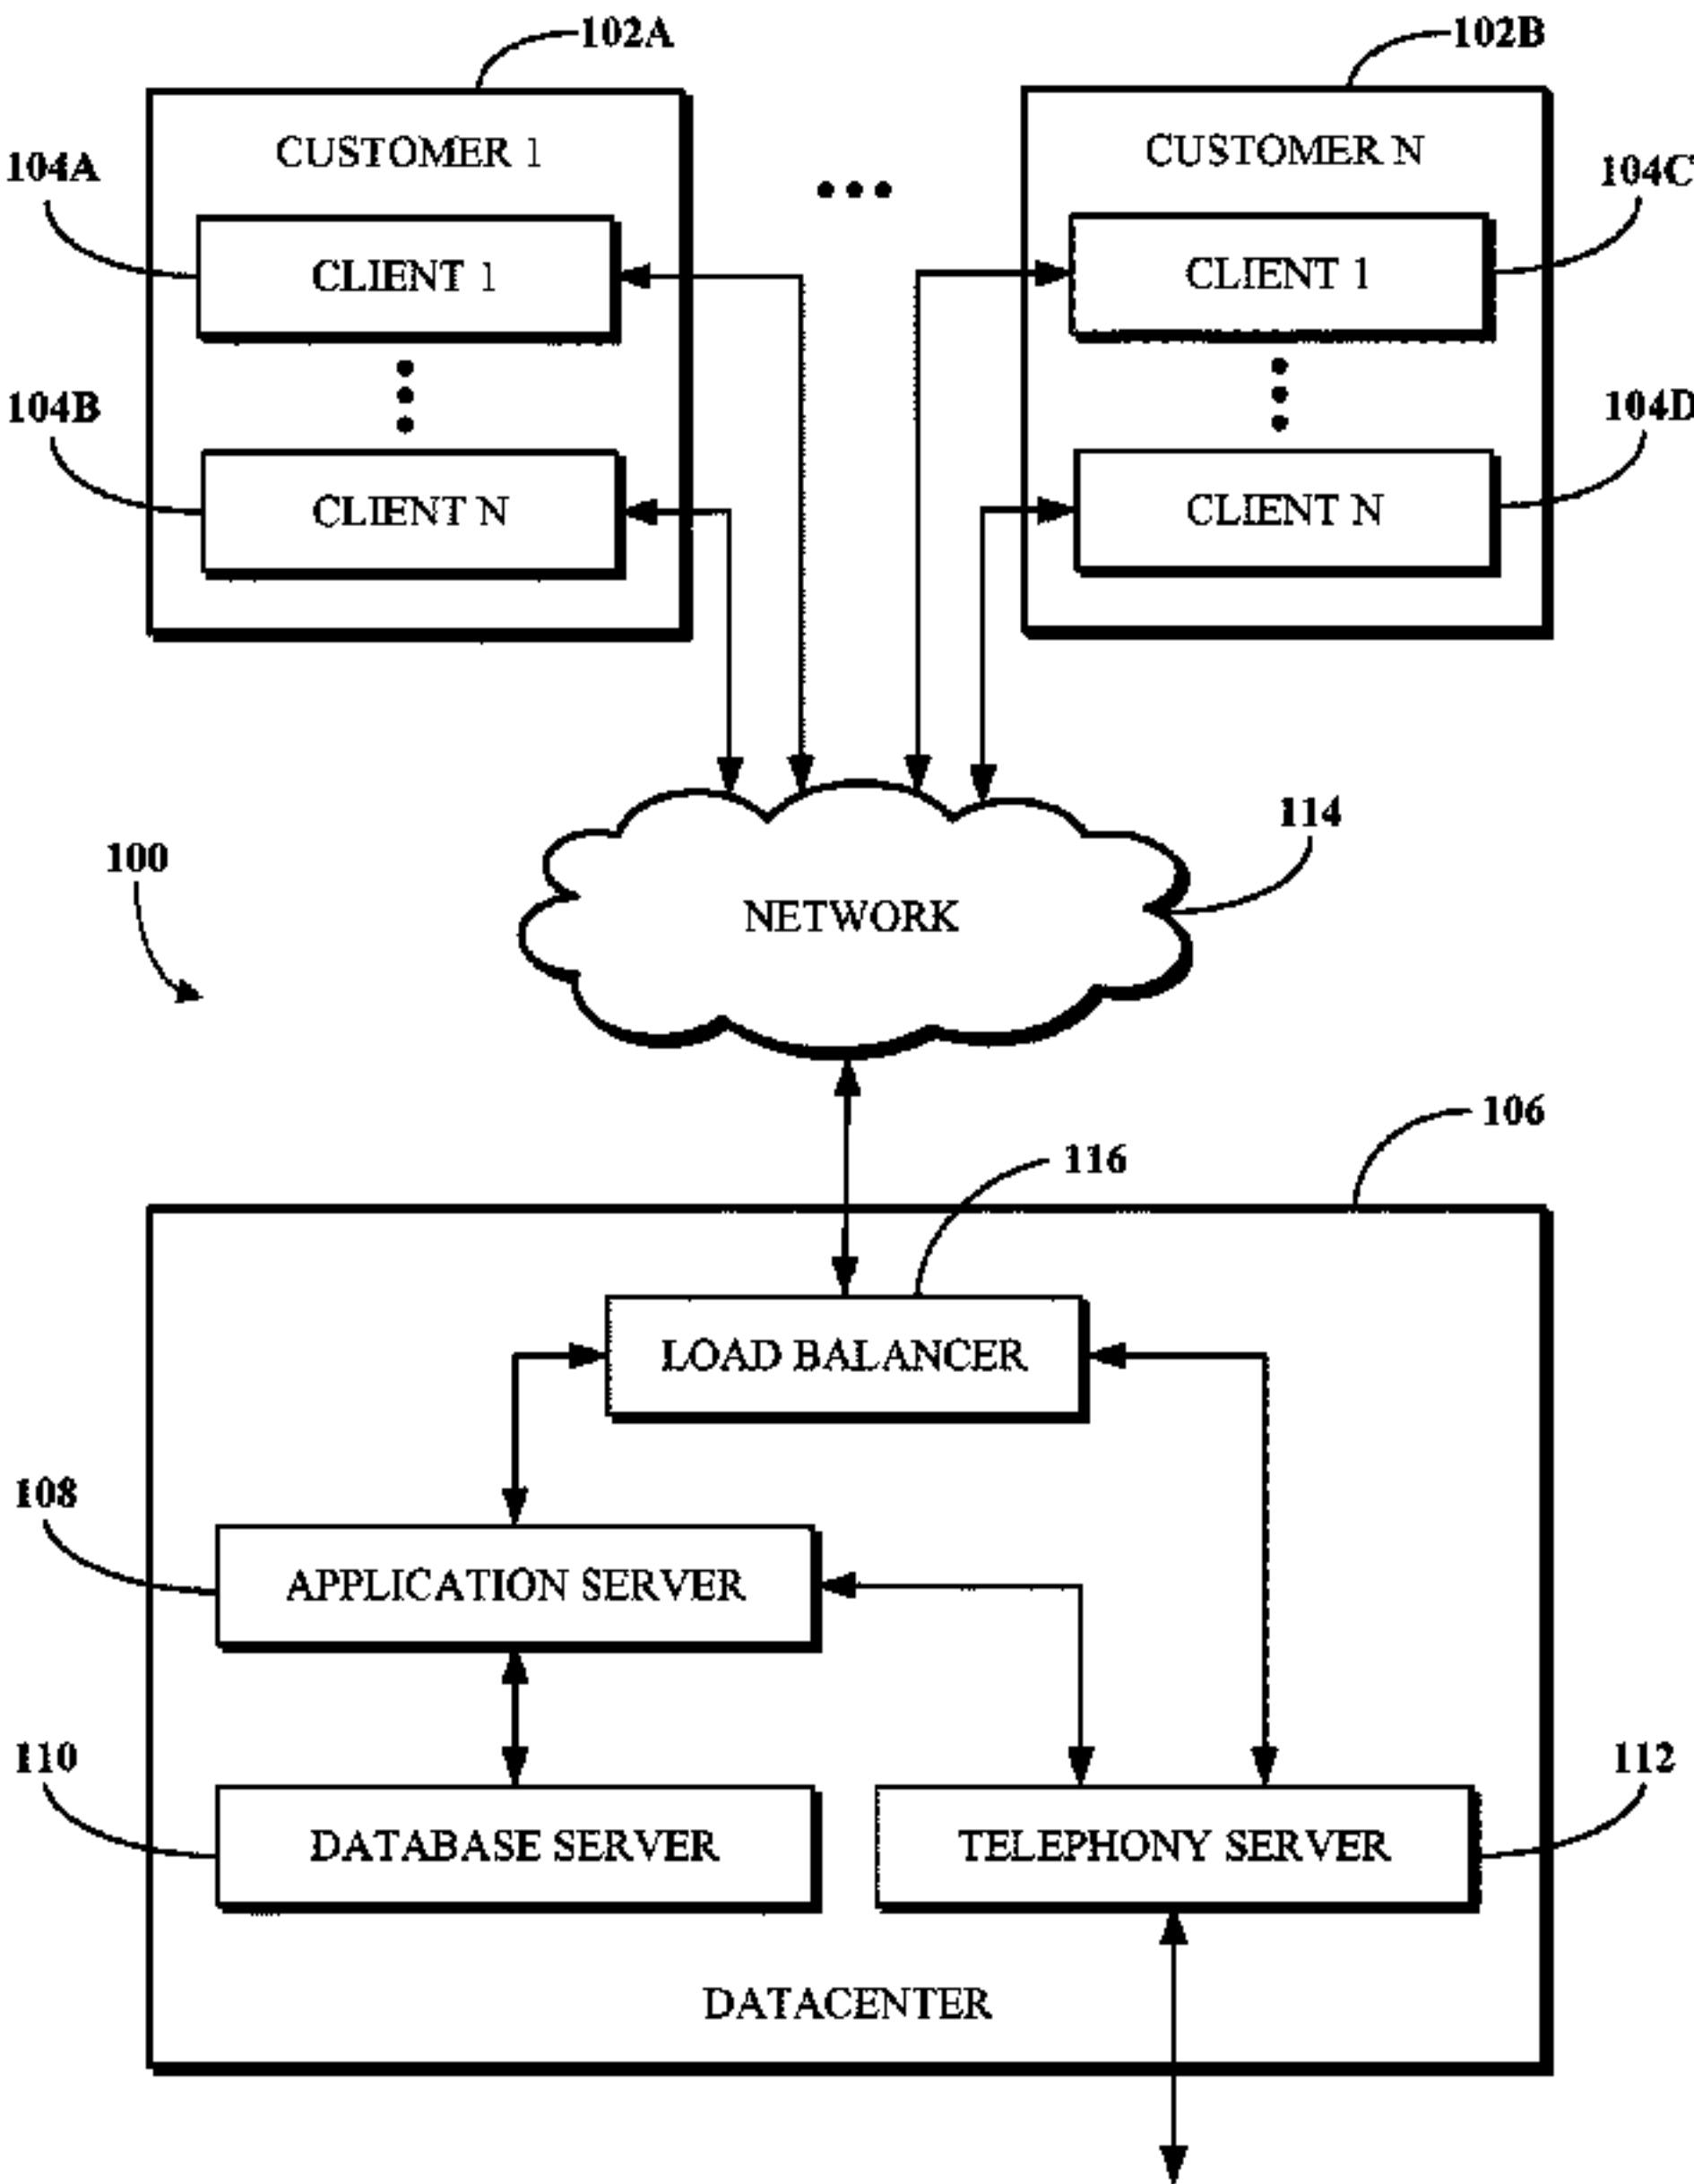 102A
102B
CUSTOMER 1
CUSTOMER N
104A
104C
CLIENT 1
CLIENT 1
104B
104D
CLIENT N
CLIENT N
114
100
NETWORK
106
116
LOAD BALANCER
108
APPLICATION SERVER
110
112
DATABASE SERVER
TELEPHONY SERVER
DATACENTER